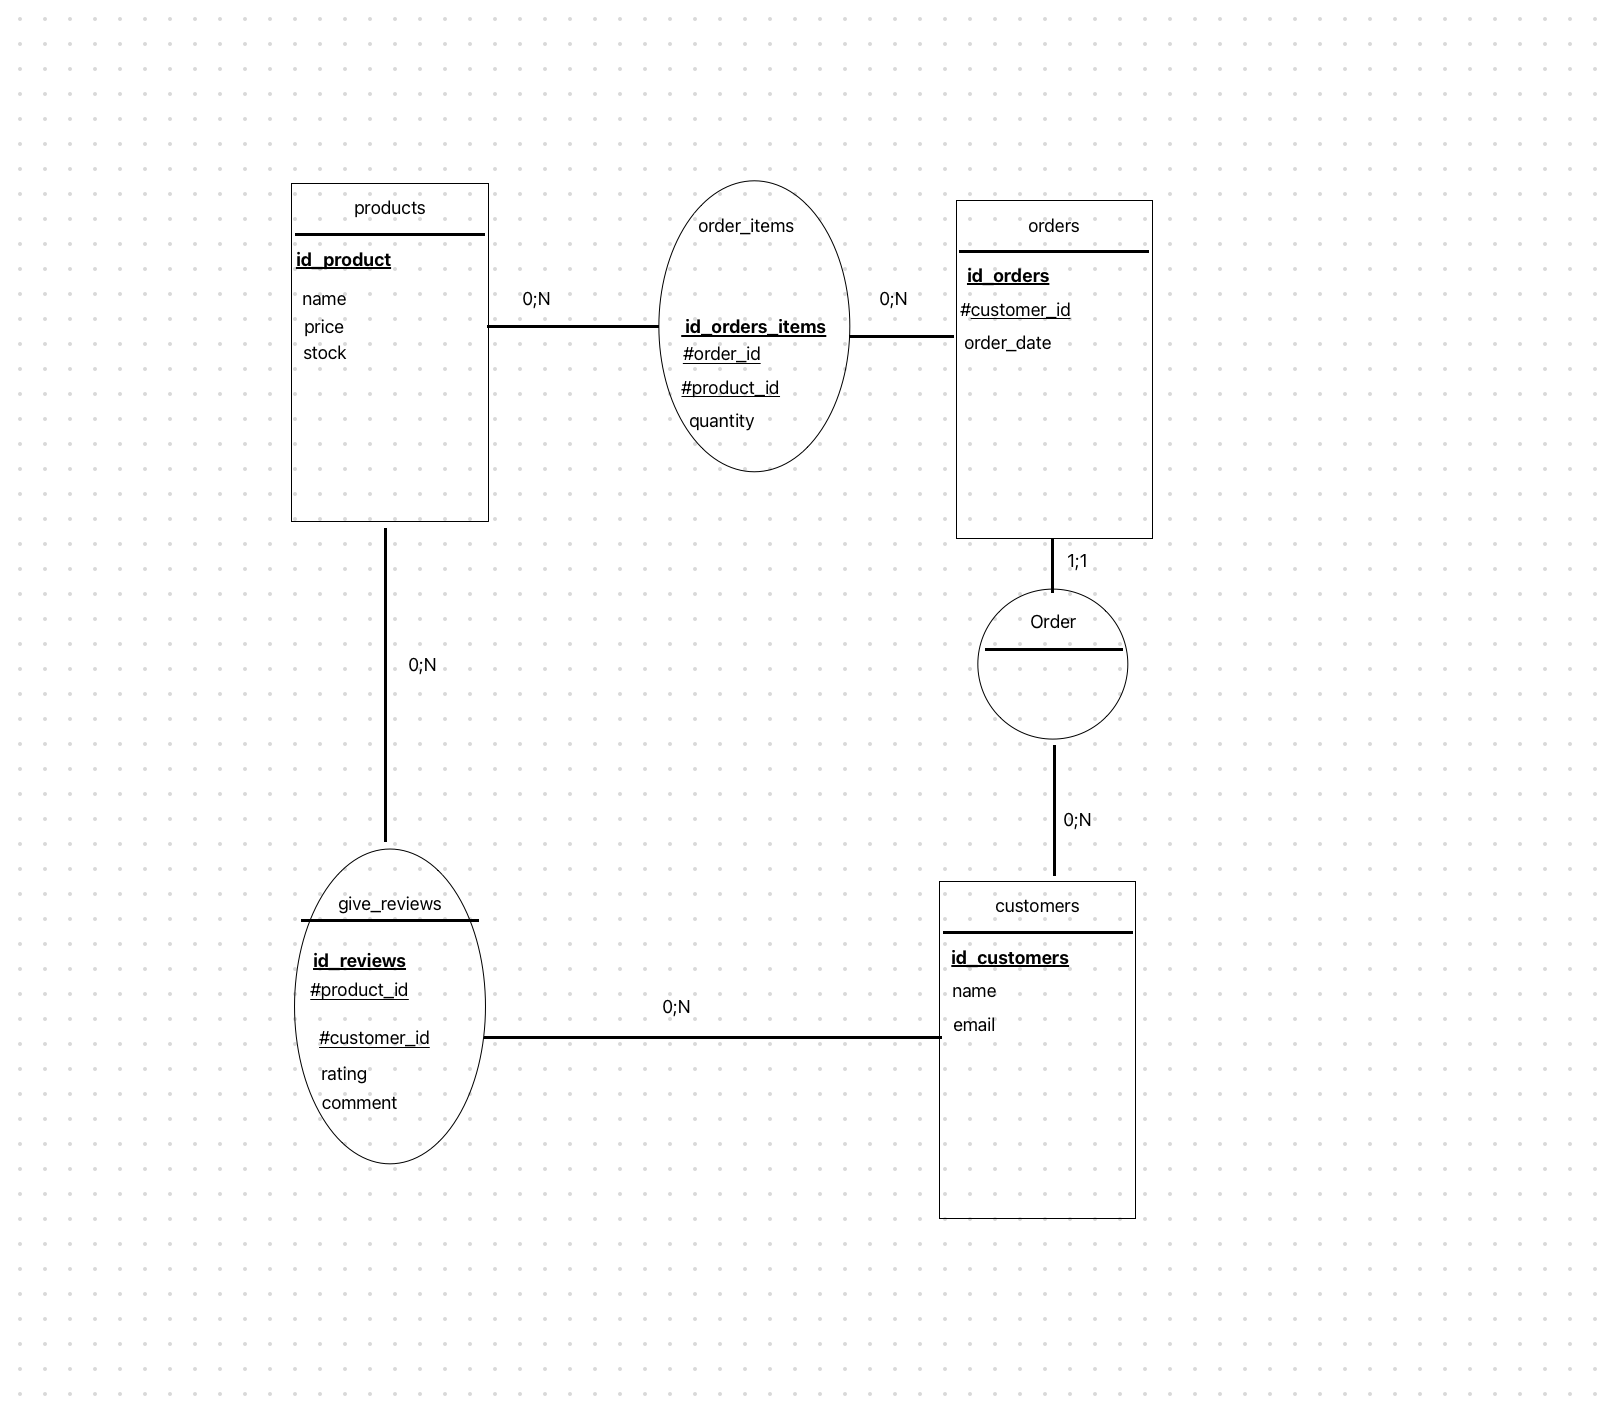 products
id_product
name
price
stock
0;N
order_items
id_orders_items
#order_id
#product_id
quantity
0;N
orders
id_orders
#customer_id
order_date
1;1
Order
0;N
0;N
give_reviews
id_reviews
#product_id
#customer_id
rating
comment
0;N
customers
id_customers
name
email